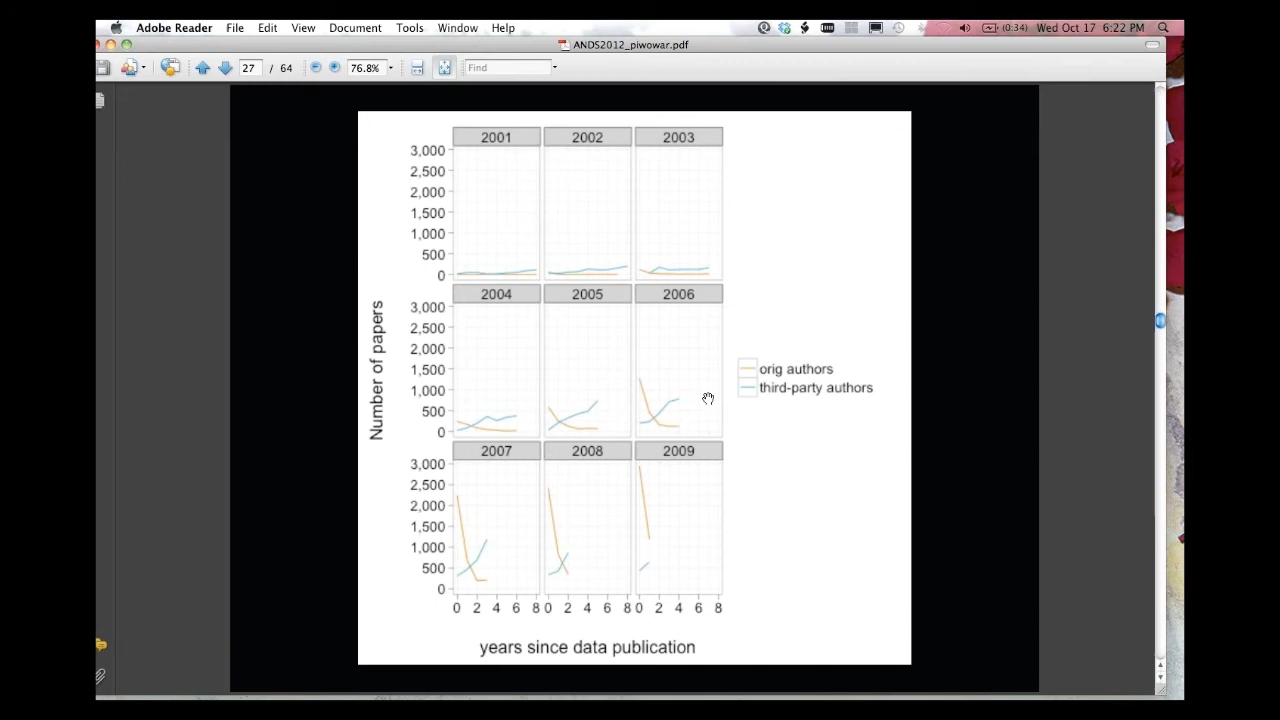 Adobe Reader File Edit View Document Tools Window Help (0:34) Wed Oct 17 6:22 PM
ANDS2012_piwowar.pdf
27 / 64 76.8% Find
2001 2002 2003
3,000
2,500
2,000
1,500
1,000
500
0
2004 2005 2006
3,000
2,500
2,000
1,500
1,000
500
0
2007 2008 2009
3,000
2,500
2,000
1,500
1,000
500
0
0 2 4 6 8 0 2 4 6 8 0 2 4 6 8
Number of papers
years since data publication
orig authors
third-party authors